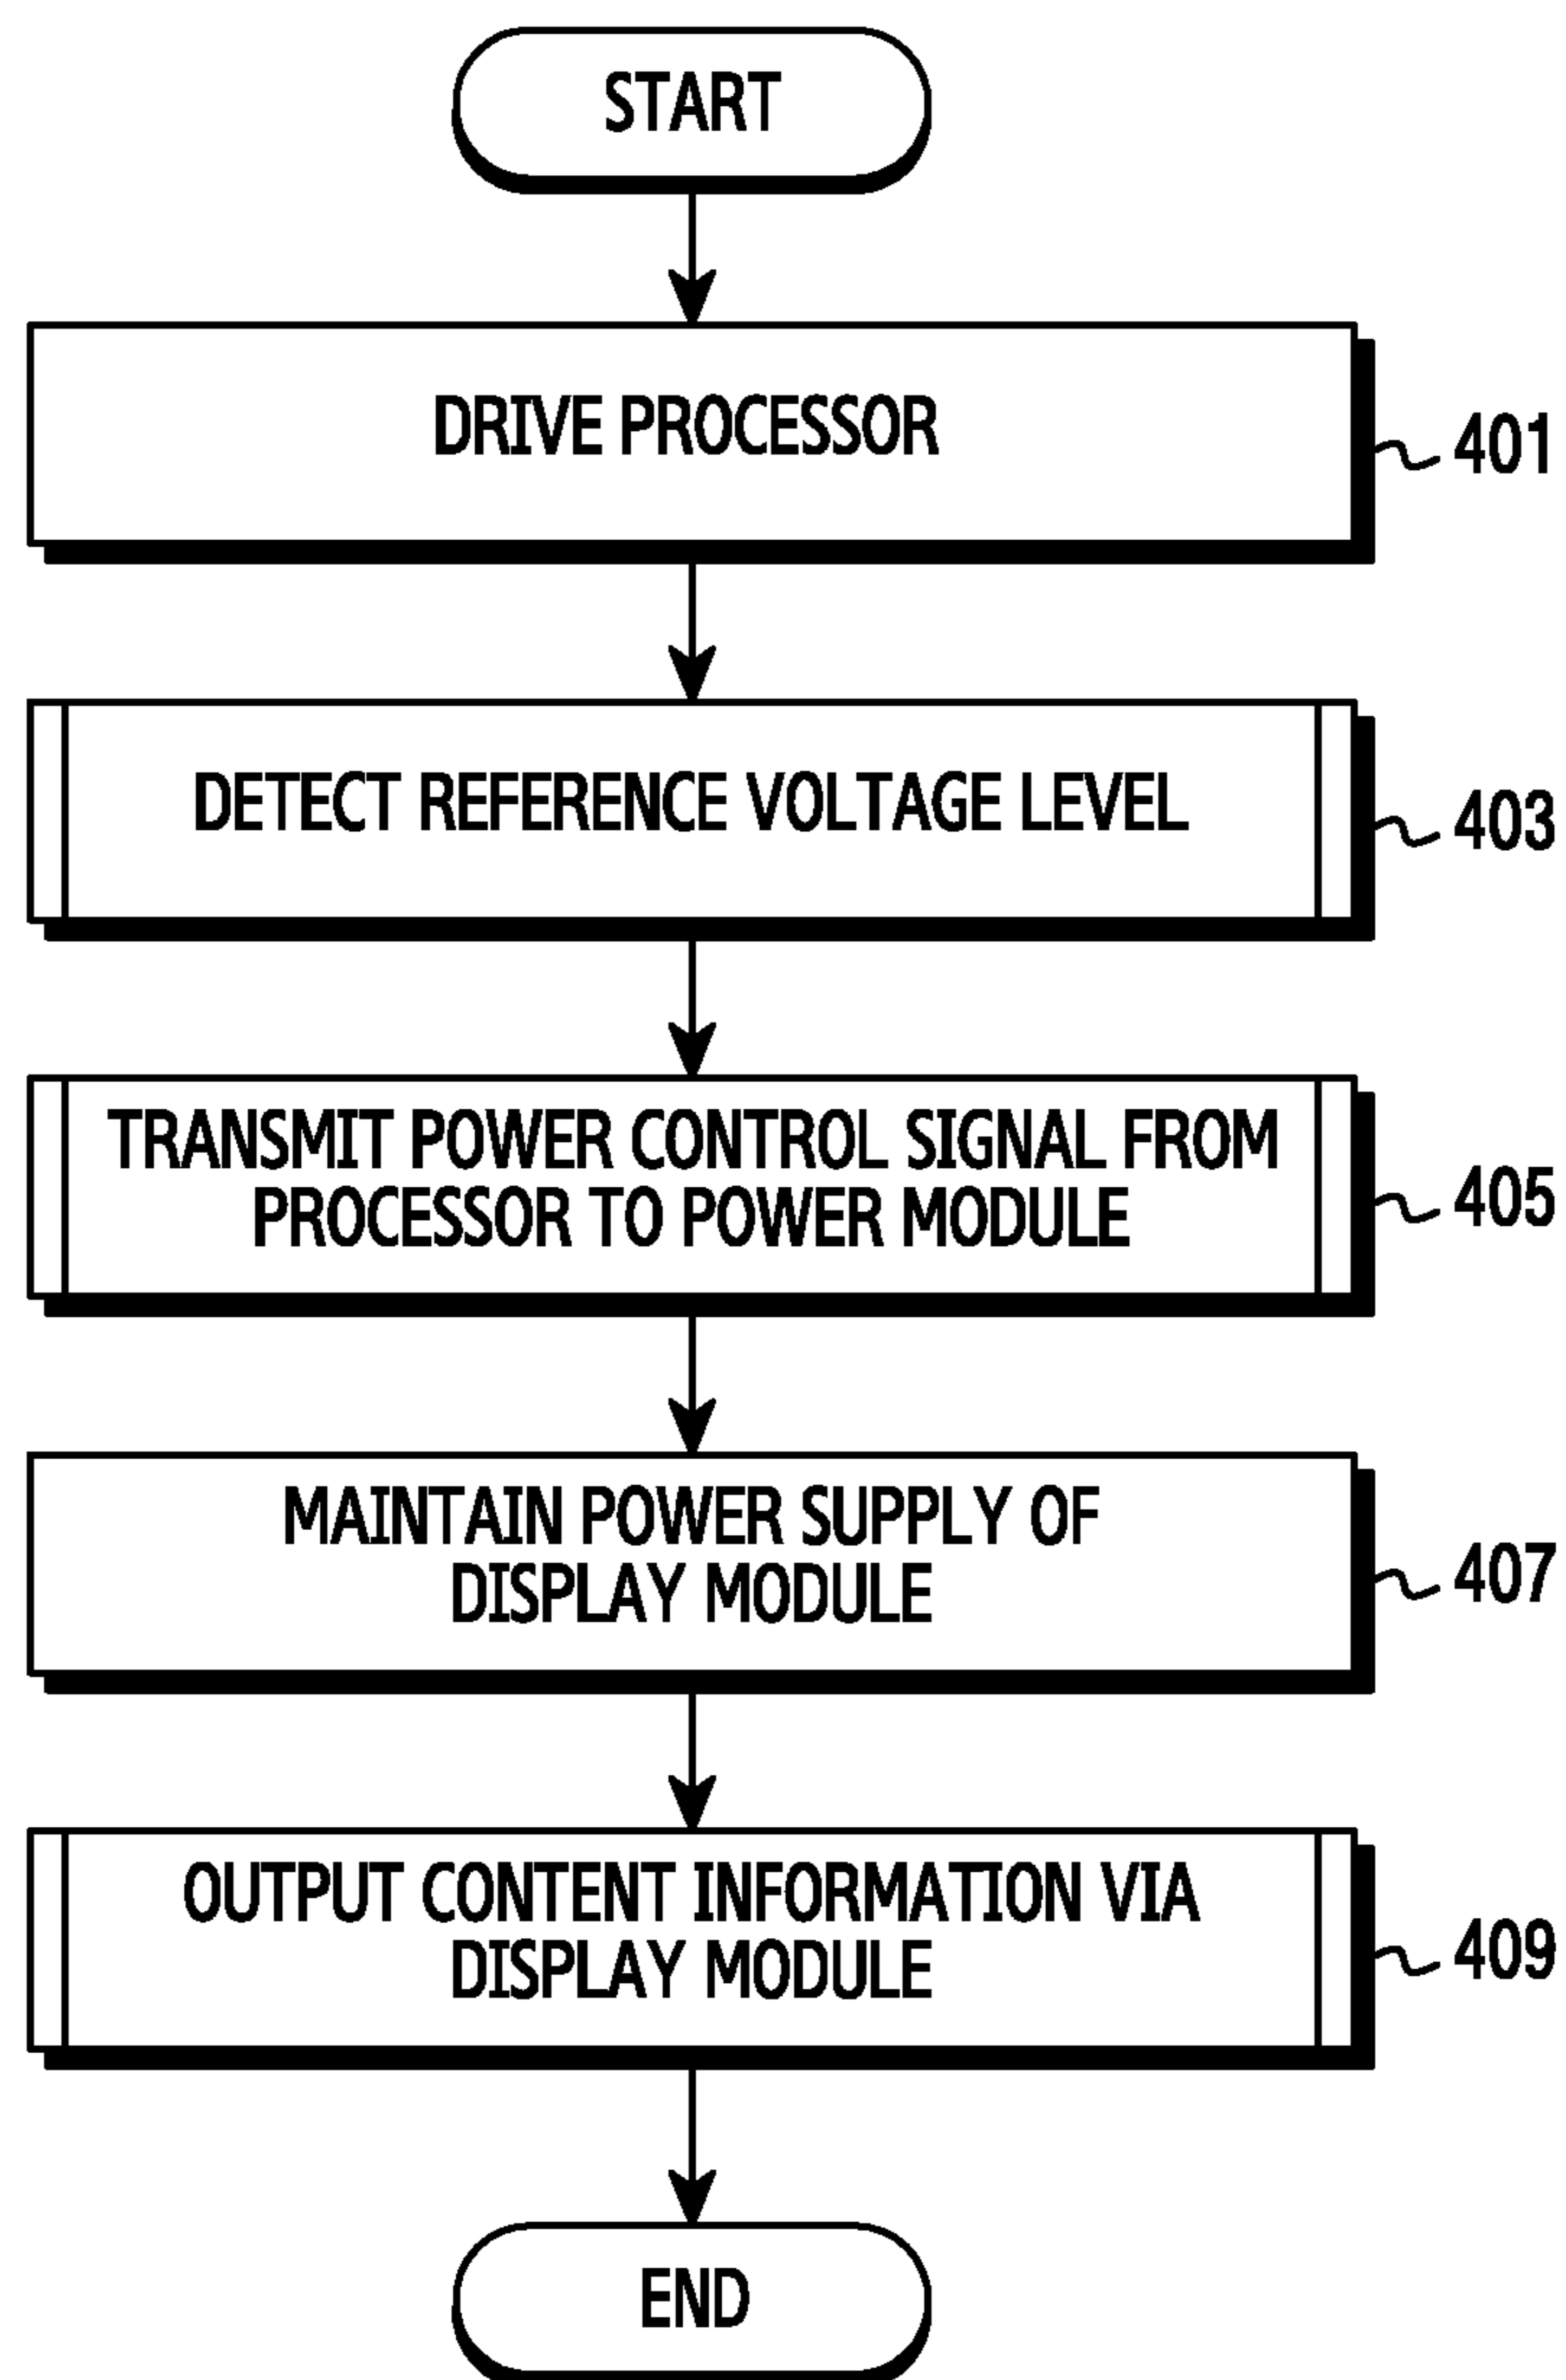 START
DRIVE PROCESSOR
401
DETECT REFERENCE VOLTAGE LEVEL
403
TRANSMIT POWER CONTROL SIGNAL FROM
PROCESSOR TO POWER MODULE
405
MAINTAIN POWER SUPPLY OF
DISPLAY MODULE
407
OUTPUT CONTENT INFORMATION VIA
DISPLAY MODULE
409
END